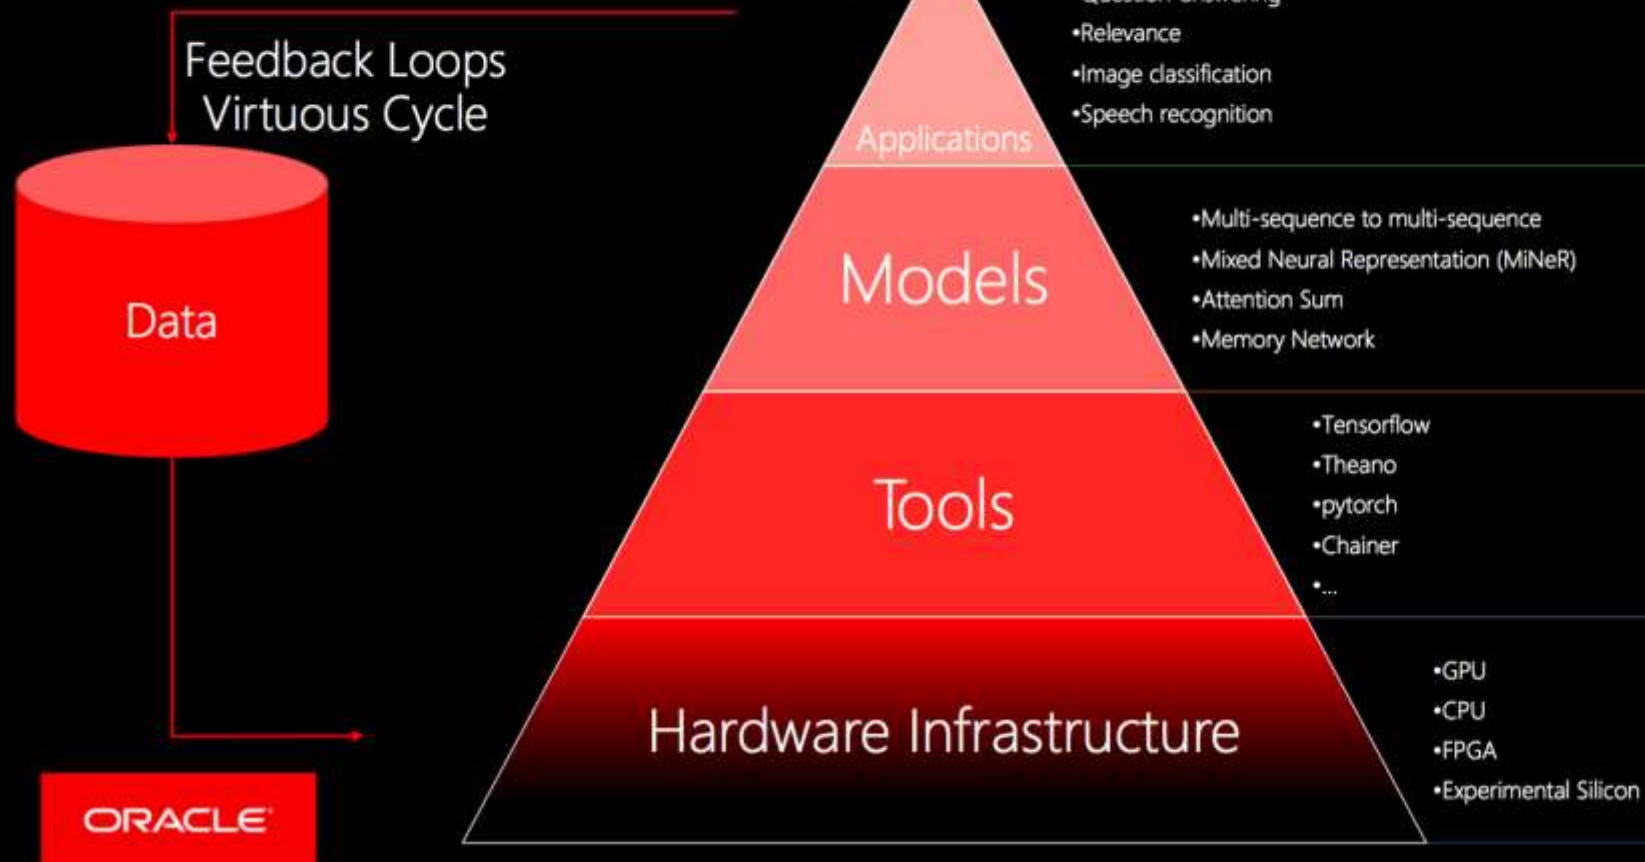 Feedback Loops
Virtuous Cycle
Data
ORACLE
Applications
•Relevance
•Image classification
•Speech recognition
Models
•Multi-sequence to multi-sequence
•Mixed Neural Representation (MiNeR)
•Attention Sum
•Memory Network
Tools
•Tensorflow
•Theano
•pytorch
•Chainer
•...
Hardware Infrastructure
•GPU
•CPU
•FPGA
•Experimental Silicon